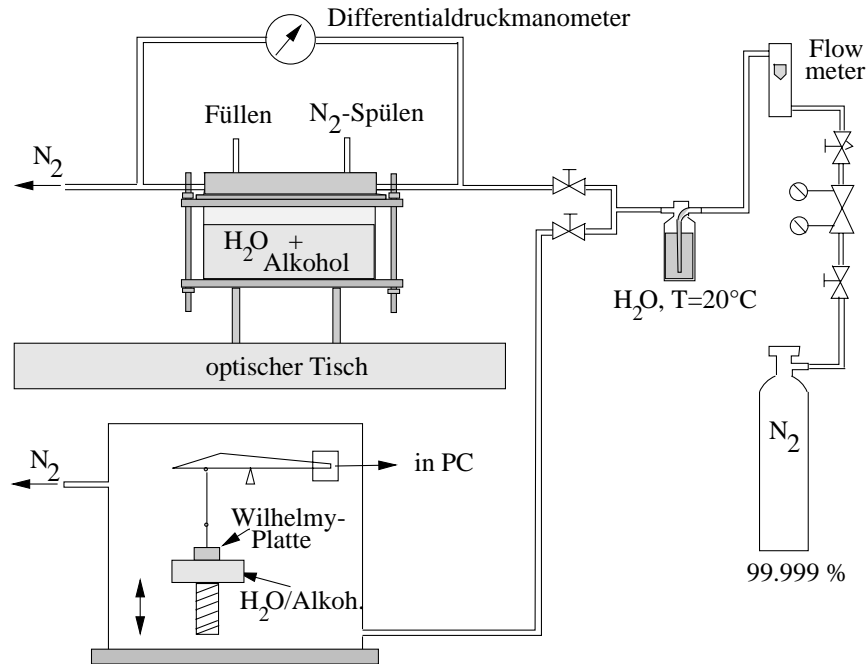 Differentialdruckmanometer
Flow
meter
Füllen
N2-Spülen
N2
H2O +
Alkohol
H2O, T=20°C
optischer Tisch
N2
N2
in PC
Wilhelmy-
Platte
H2O/Alkoh.
99.999 %